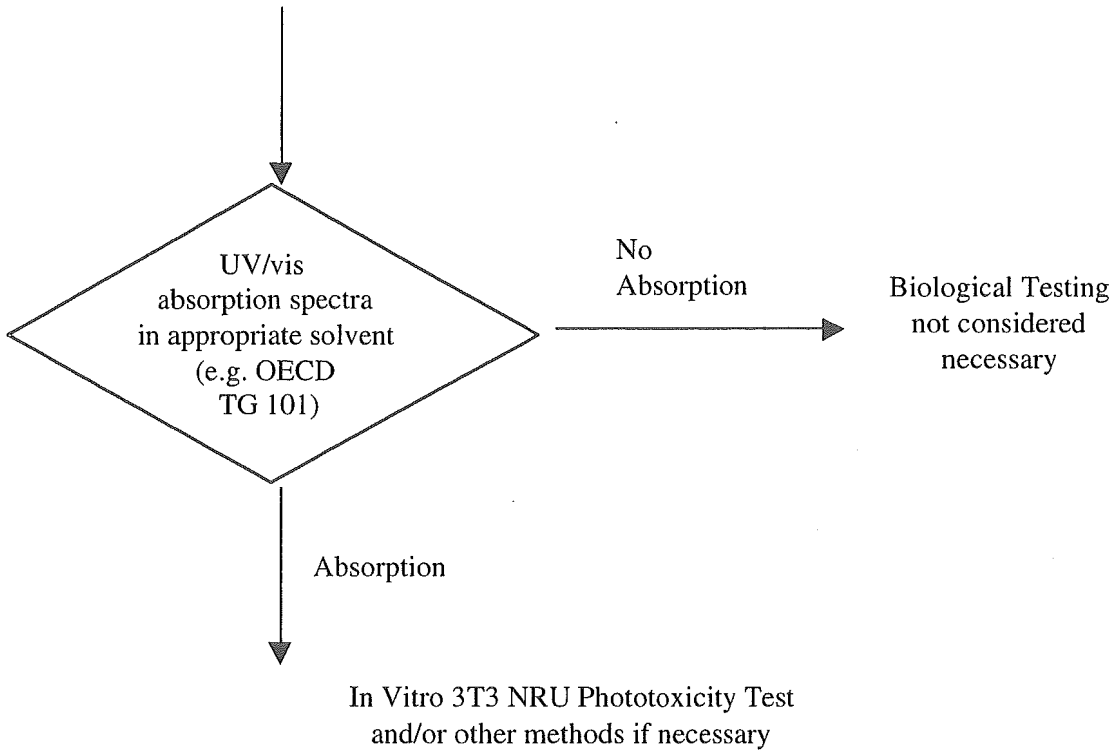 UV/vis
absorption spectra
in appropriate solvent
(e.g. OECD
TG 101)
No
Absorption
Biological Testing
not considered
necessary
Absorption
In Vitro 3T3 NRU Phototoxicity Test
and/or other methods if necessary